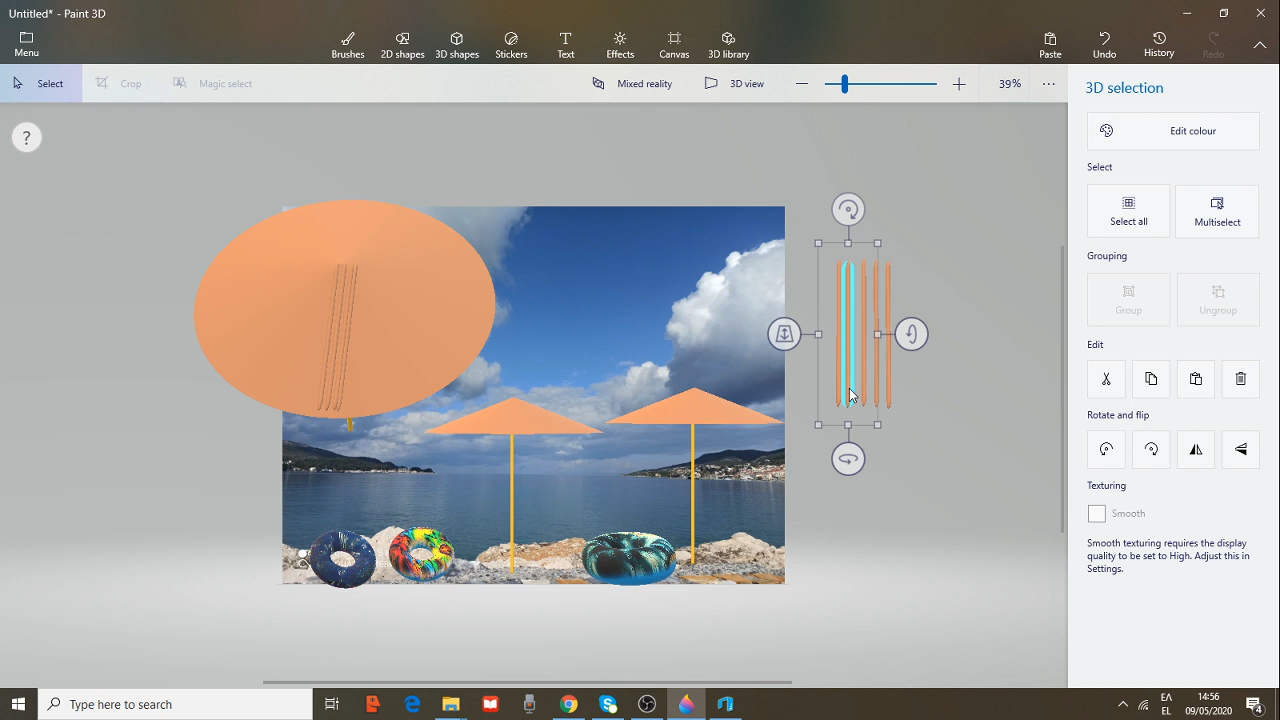 Untitled* - Paint 3D
Menu
Brushes
2D shapes
3D shapes
Stickers
Text
Effects
Canvas
3D library
Paste
Undo
History
Redo
Select
Crop
Magic select
Mixed reality
3D view
39%
?
3D selection
Edit colour
Select
Select all
Multiselect
Grouping
Group
Ungroup
Edit
Rotate and flip
Texturing
Smooth
Smooth texturing requires the display
quality to be set to High. Adjust this in
Settings.
Type here to search
ΕΛ
EL
14:56
09/05/2020
4